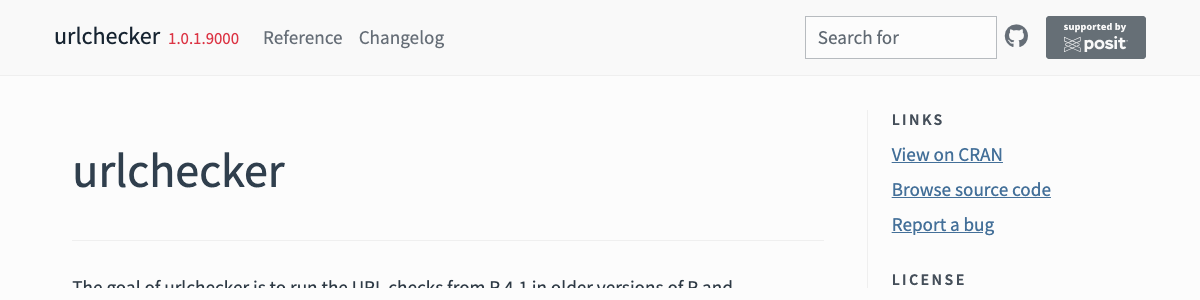 urlchecker 1.0.1.9000 Reference Changelog Search for supported by posit
urlchecker
The goal of urlchecker is to run the URL checks from R 4.1 in older versions of R and
LINKS
View on CRAN
Browse source code
Report a bug
LICENSE